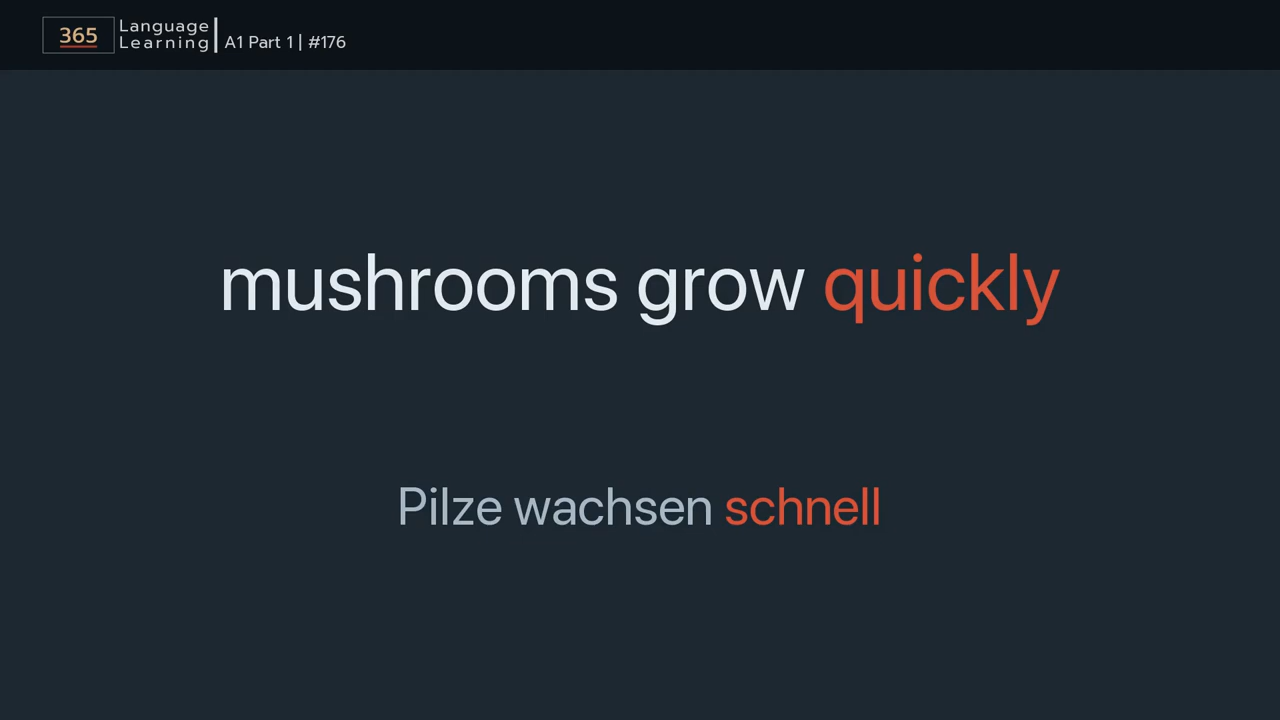 365
Language
Learning
A1 Part 1 | #176
mushrooms grow quickly
Pilze wachsen schnell